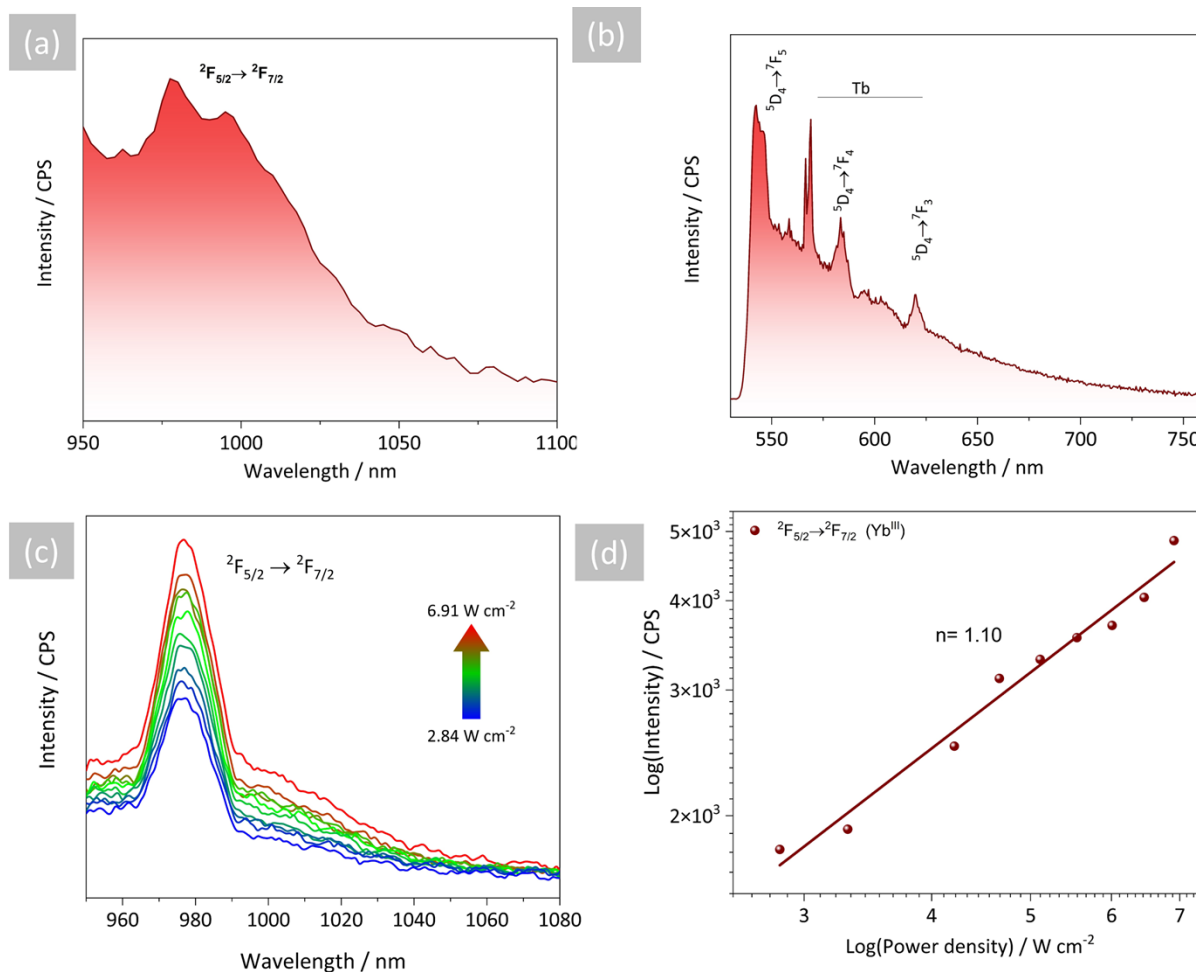 (a)
²F₅/₂→ ²F₇/₂
Intensity / CPS
950 1000 1050 1100
Wavelength / nm
(b)
⁵D₄→⁷F₅
Tb
⁵D₄→⁷F₄
⁵D₄→⁷F₃
Intensity / CPS
550 600 650 700 750
Wavelength / nm
(c)
²F₅/₂ → ²F₇/₂
6.91 W cm⁻²
2.84 W cm⁻²
Intensity / CPS
960 980 1000 1020 1040 1060 1080
Wavelength / nm
(d)
²F₅/₂→²F₇/₂ (Ybᴵᴵᴵ)
n= 1.10
5×10³
4×10³
3×10³
2×10³
Log(Intensity) / CPS
3 4 5 6 7
Log(Power density) / W cm⁻²